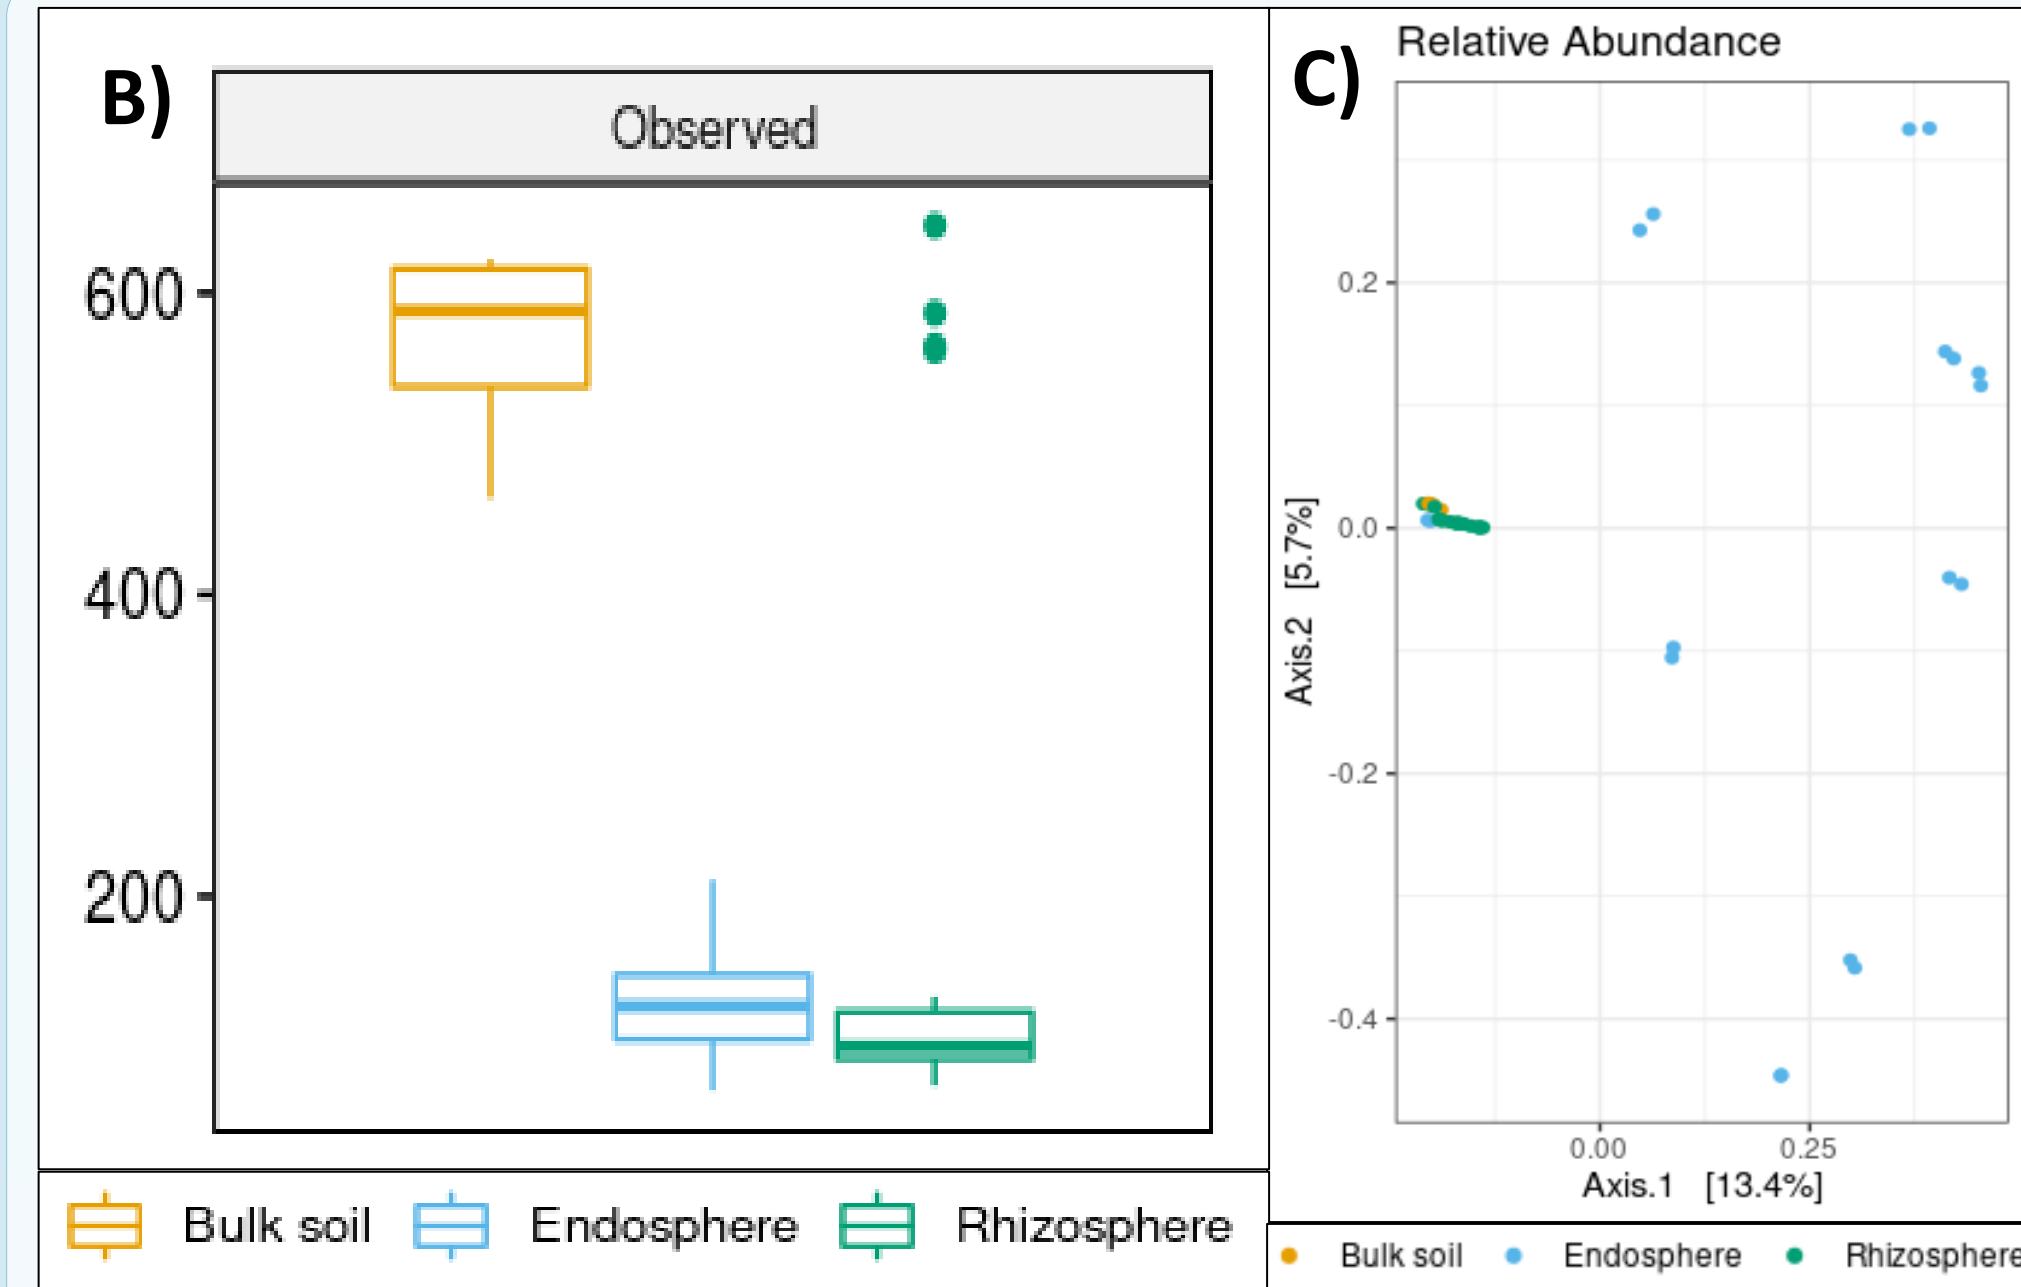 B)
Observed
600
400
200
Bulk soil
Endosphere
Rhizosphere
C)
Relative Abundance
0.2
0.0
-0.2
-0.4
Axis.2 [5.7%]
0.00
0.25
Axis.1 [13.4%]
Bulk soil
Endosphere
Rhizosphere